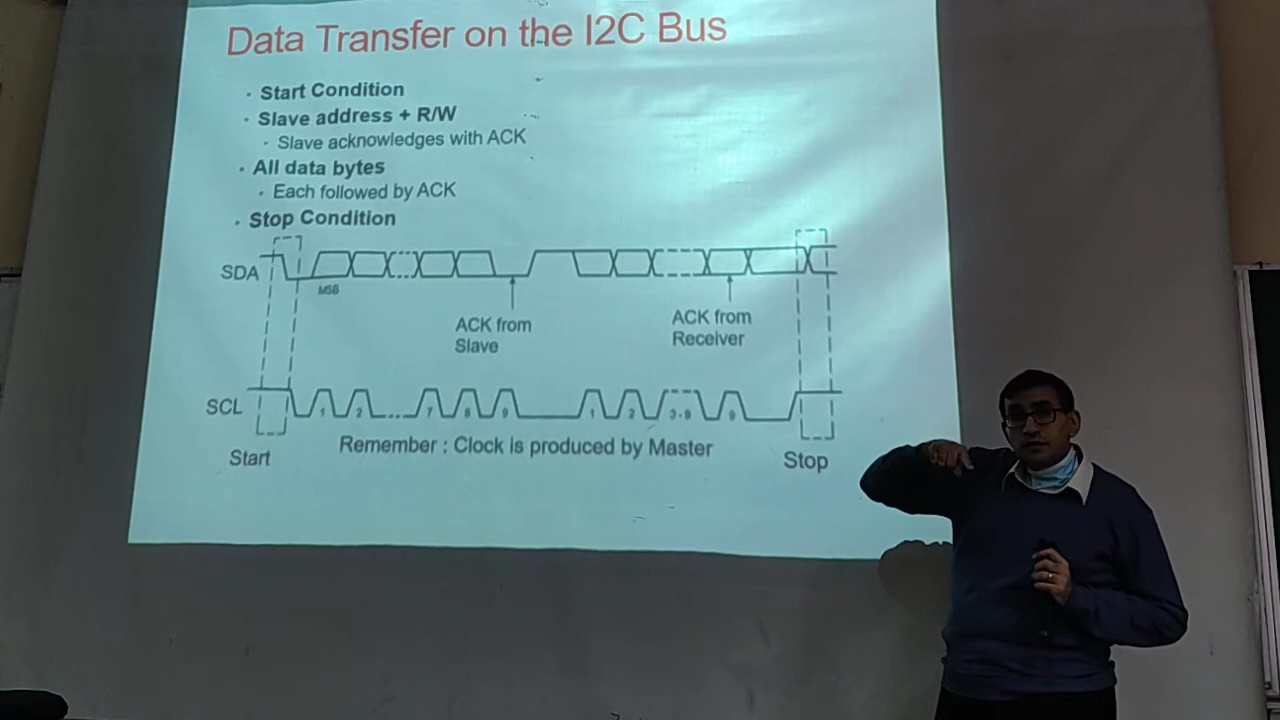 Data Transfer on the I2C Bus
· Start Condition
· Slave address + R/W
· Slave acknowledges with ACK
· All data bytes
· Each followed by ACK
· Stop Condition
SDA
MSB
ACK from
Slave
ACK from
Receiver
SCL
1 2 .... 7 8 9 1 2 3-8 9
Start
Remember : Clock is produced by Master
Stop